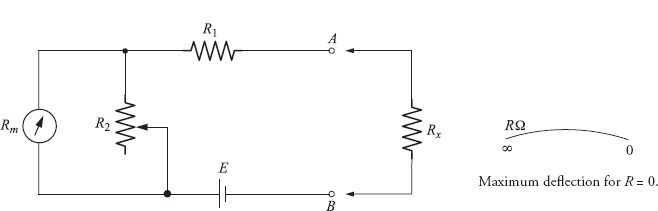 R1
A
Rm
R2
Rx
RΩ
∞
0
Maximum deflection for R = 0.
E
B